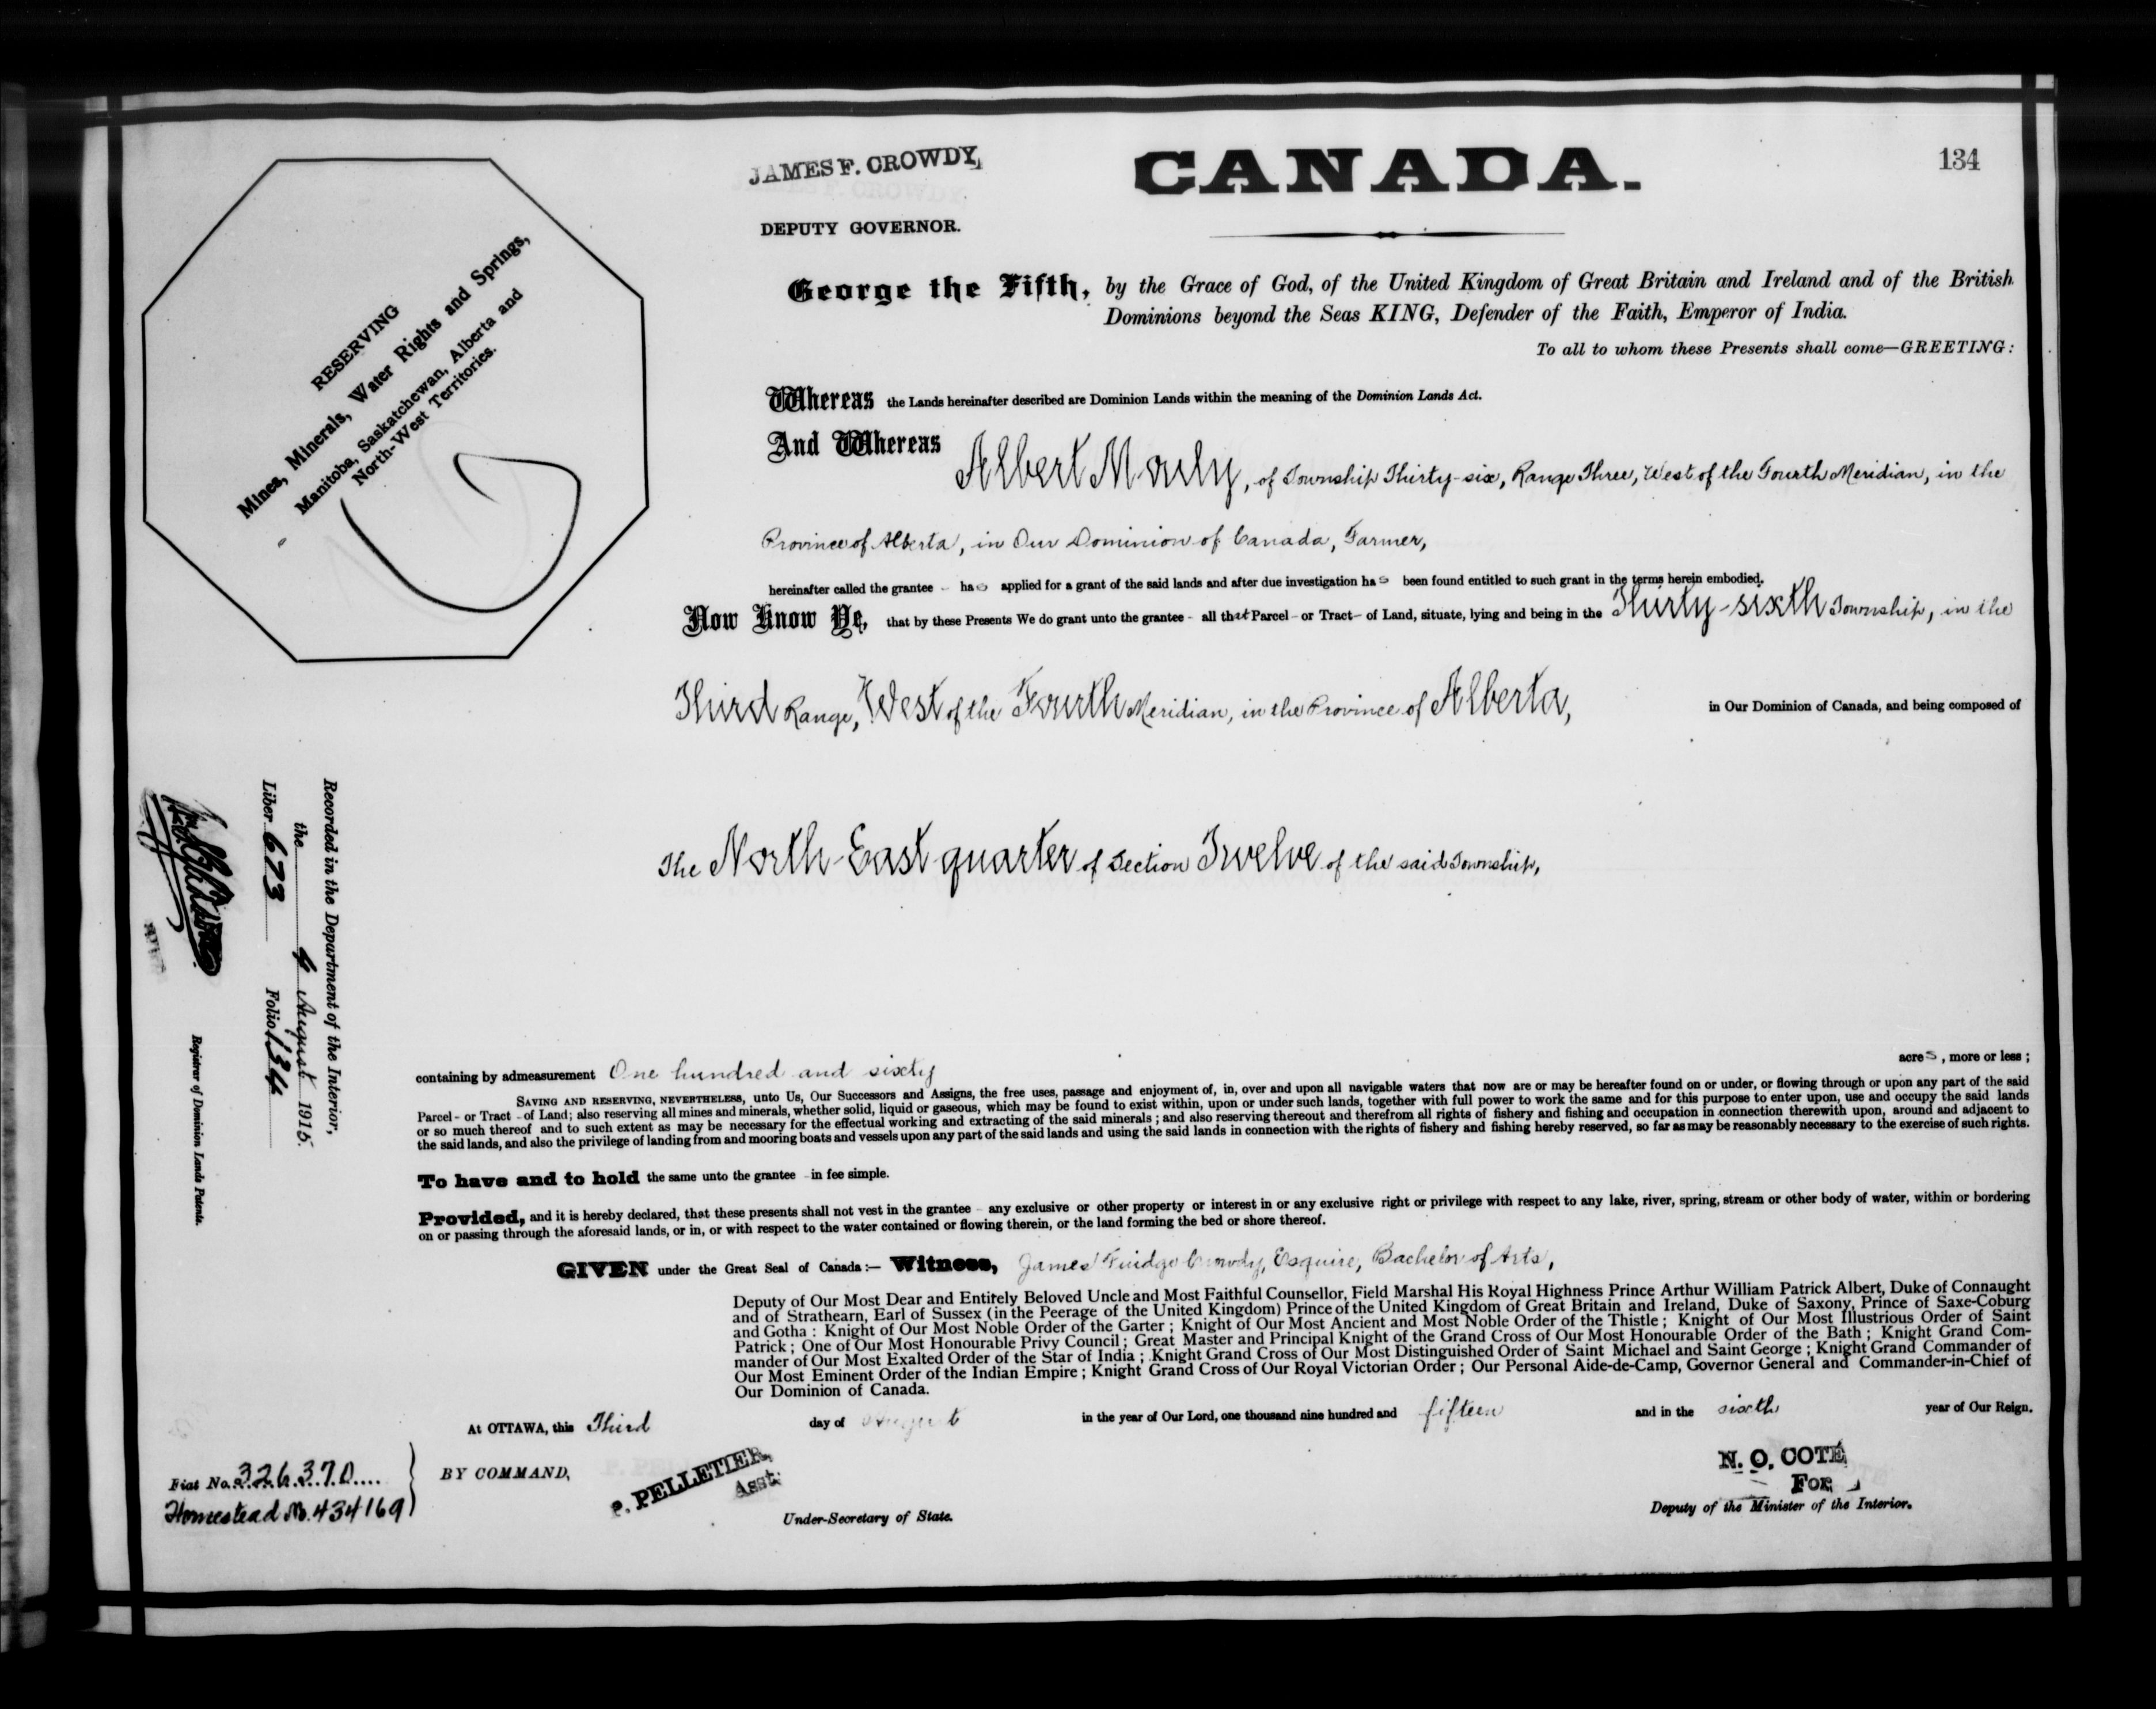 134
JAMES F. CROWDY,
DEPUTY GOVERNOR.
CANADA.
RESERVING
Mines, Minerals, Water Rights and Springs,
Manitoba, Saskatchewan, Alberta and
North-West Territories.
George the Fifth, by the Grace of God, of the United Kingdom of Great Britain and Ireland and of the British
Dominions beyond the Seas KING, Defender of the Faith, Emperor of India.
To all to whom these Presents shall come—GREETING:
Whereas the Lands hereinafter described are Dominion Lands within the meaning of the Dominion Lands Act.
And Whereas Albert Mouly, of Township Thirty-six, Range Three, West of the Fourth Meridian, in the
Province of Alberta, in Our Dominion of Canada, Farmer,
hereinafter called the grantee - has applied for a grant of the said lands and after due investigation has been found entitled to such grant in the terms herein embodied.
Now Know Ye, that by these Presents We do grant unto the grantee - all that Parcel - or Tract - of Land, situate, lying and being in the Thirty-sixth Township, in the
Third Range, West of the Fourth Meridian, in the Province of Alberta, in Our Dominion of Canada, and being composed of
The North-East quarter of Section Twelve of the said Township,
Recorded in the Department of the Interior,
the 4 August 1915.
Liber 673 Folio 134
Registrar of Dominion Lands Patents.
containing by admeasurement One hundred and sixty acres, more or less;
SAVING AND RESERVING, NEVERTHELESS, unto Us, Our Successors and Assigns, the free uses, passage and enjoyment of, in, over and upon all navigable waters that now are or may be hereafter found on or under, or flowing through or upon any part of the said
Parcel - or Tract - of Land; also reserving all mines and minerals, whether solid, liquid or gaseous, which may be found to exist within, upon or under such lands, together with full power to work the same and for this purpose to enter upon, use and occupy the said lands
or so much thereof and to such extent as may be necessary for the effectual working and extracting of the said minerals; and also reserving thereout and therefrom all rights of fishery and fishing and occupation in connection therewith upon, around and adjacent to
the said lands, and also the privilege of landing from and mooring boats and vessels upon any part of the said lands and using the said lands in connection with the rights of fishery and fishing hereby reserved, so far as may be reasonably necessary to the exercise of such rights.
To have and to hold the same unto the grantee - in fee simple.
Provided, and it is hereby declared, that these presents shall not vest in the grantee - any exclusive or other property or interest in or any exclusive right or privilege with respect to any lake, river, spring, stream or other body of water, within or bordering
on or passing through the aforesaid lands, or in, or with respect to the water contained or flowing therein, or the land forming the bed or shore thereof.
GIVEN under the Great Seal of Canada:— Witness, James Fuidge Crowdy, Esquire, Bachelor of Arts,
Deputy of Our Most Dear and Entitely Beloved Uncle and Most Faithful Counsellor, Field Marshal His Royal Highness Prince Arthur William Patrick Albert, Duke of Connaught
and of Strathearn, Earl of Sussex (in the Peerage of the United Kingdom) Prince of the United Kingdom of Great Britain and Ireland, Duke of Saxony, Prince of Saxe-Coburg
and Gotha: Knight of Our Most Noble Order of the Garter; Knight of Our Most Ancient and Most Noble Order of the Thistle; Knight of Our Most Illustrious Order of Saint
Patrick; One of Our Most Honourable Privy Council; Great Master and Principal Knight of the Grand Cross of Our Most Honourable Order of the Bath; Knight Grand Com-
mander of Our Most Exalted Order of the Star of India; Knight Grand Cross of Our Most Distinguished Order of Saint Michael and Saint George; Knight Grand Commander of
Our Most Eminent Order of the Indian Empire; Knight Grand Cross of Our Royal Victorian Order; Our Personal Aide-de-Camp, Governor General and Commander-in-Chief of
Our Dominion of Canada.
At OTTAWA, this Third day of August in the year of Our Lord, one thousand nine hundred and fifteen and in the sixth year of Our Reign.
Fiat No. 326370
Homestead No. 434169
BY COMMAND,
P. PELLETIER,
Asst.
Under-Secretary of State.
N. O. COTE
For
Deputy of the Minister of the Interior.